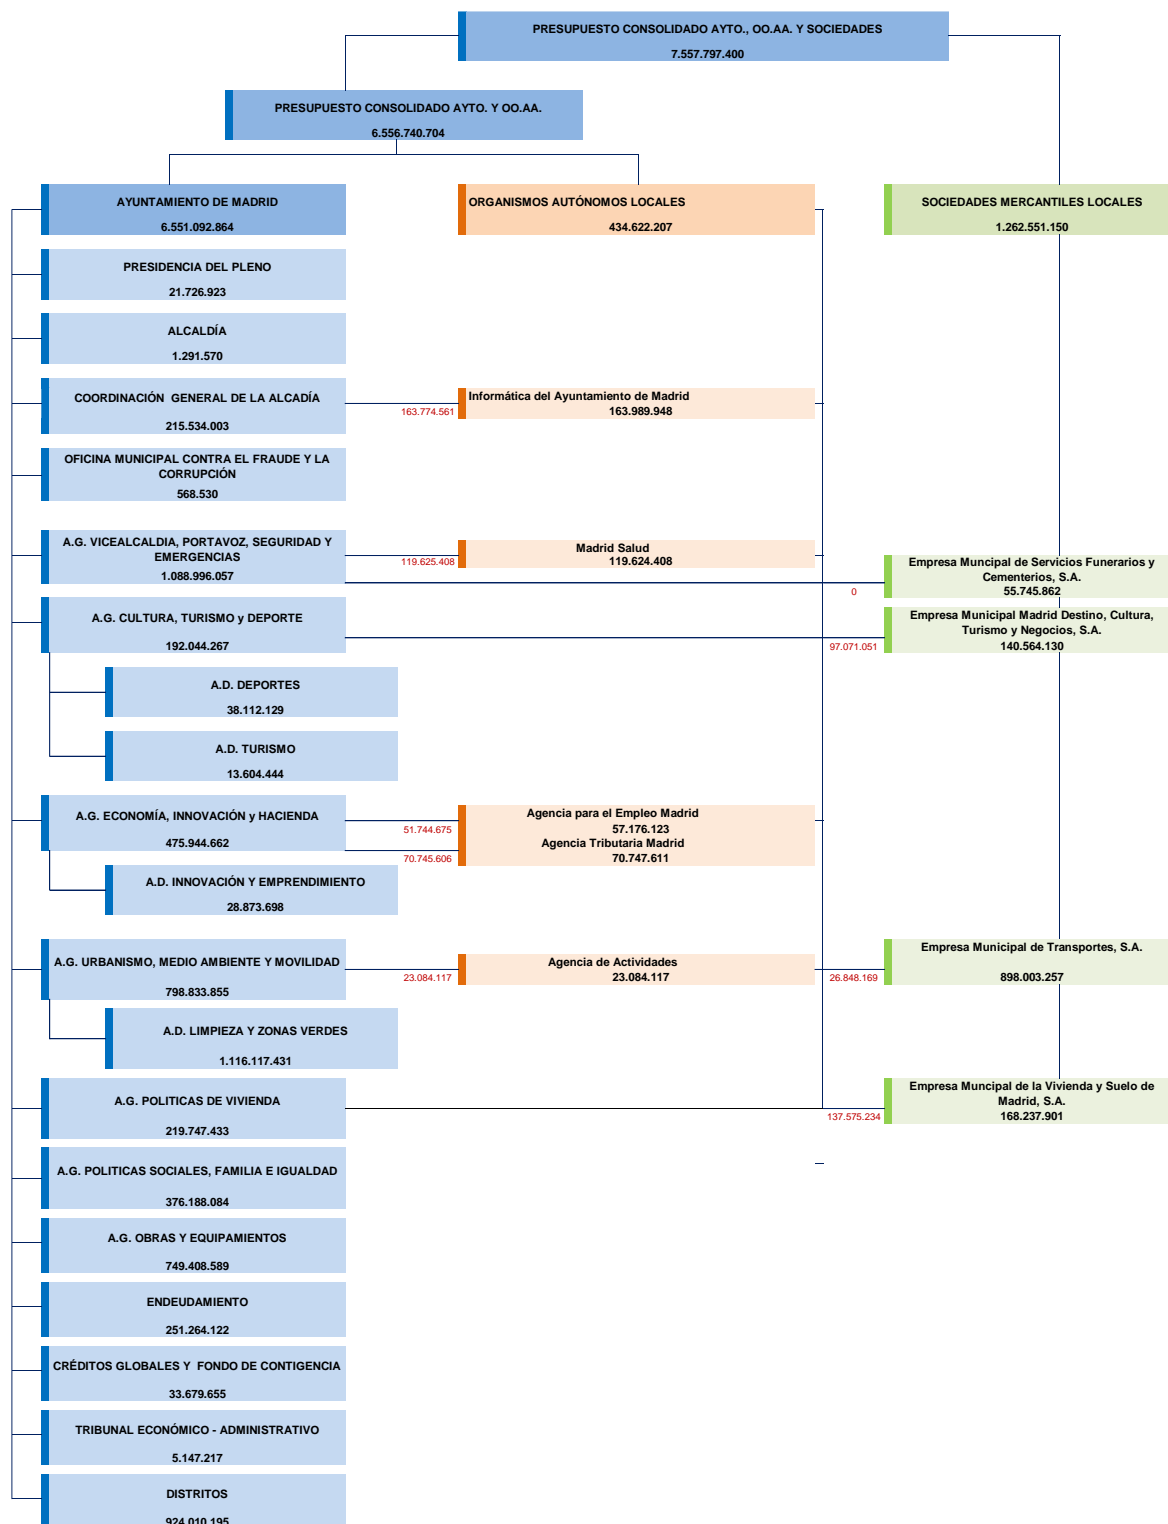 PRESUPUESTO CONSOLIDADO AYTO., OO.AA. Y SOCIEDADES
7.557.797.400
PRESUPUESTO CONSOLIDADO AYTO. Y OO.AA.
6.556.740.704
AYUNTAMIENTO DE MADRID
6.551.092.864
ORGANISMOS AUTÓNOMOS LOCALES
434.622.207
SOCIEDADES MERCANTILES LOCALES
1.262.551.150
PRESIDENCIA DEL PLENO
21.726.923
ALCALDÍA
1.291.570
COORDINACIÓN GENERAL DE LA ALCADÍA
215.534.003
163.774.561
Informática del Ayuntamiento de Madrid
163.989.948
OFICINA MUNICIPAL CONTRA EL FRAUDE Y LA
CORRUPCIÓN
568.530
A.G. VICEALCALDIA, PORTAVOZ, SEGURIDAD Y
EMERGENCIAS
1.088.996.057
119.625.408
Madrid Salud
119.624.408
0
Empresa Muncipal de Servicios Funerarios y
Cementerios, S.A.
55.745.862
A.G. CULTURA, TURISMO y DEPORTE
192.044.267
97.071.051
Empresa Municipal Madrid Destino, Cultura,
Turismo y Negocios, S.A.
140.564.130
A.D. DEPORTES
38.112.129
A.D. TURISMO
13.604.444
A.G. ECONOMÍA, INNOVACIÓN y HACIENDA
475.944.662
51.744.675
70.745.606
Agencia para el Empleo Madrid
57.176.123
Agencia Tributaria Madrid
70.747.611
A.D. INNOVACIÓN Y EMPRENDIMIENTO
28.873.698
A.G. URBANISMO, MEDIO AMBIENTE Y MOVILIDAD
798.833.855
23.084.117
Agencia de Actividades
23.084.117
26.848.169
Empresa Municipal de Transportes, S.A.
898.003.257
A.D. LIMPIEZA Y ZONAS VERDES
1.116.117.431
A.G. POLITICAS DE VIVIENDA
219.747.433
137.575.234
Empresa Muncipal de la Vivienda y Suelo de
Madrid, S.A.
168.237.901
A.G. POLITICAS SOCIALES, FAMILIA E IGUALDAD
376.188.084
A.G. OBRAS Y EQUIPAMIENTOS
749.408.589
ENDEUDAMIENTO
251.264.122
CRÉDITOS GLOBALES Y FONDO DE CONTIGENCIA
33.679.655
TRIBUNAL ECONÓMICO - ADMINISTRATIVO
5.147.217
DISTRITOS
924.010.195